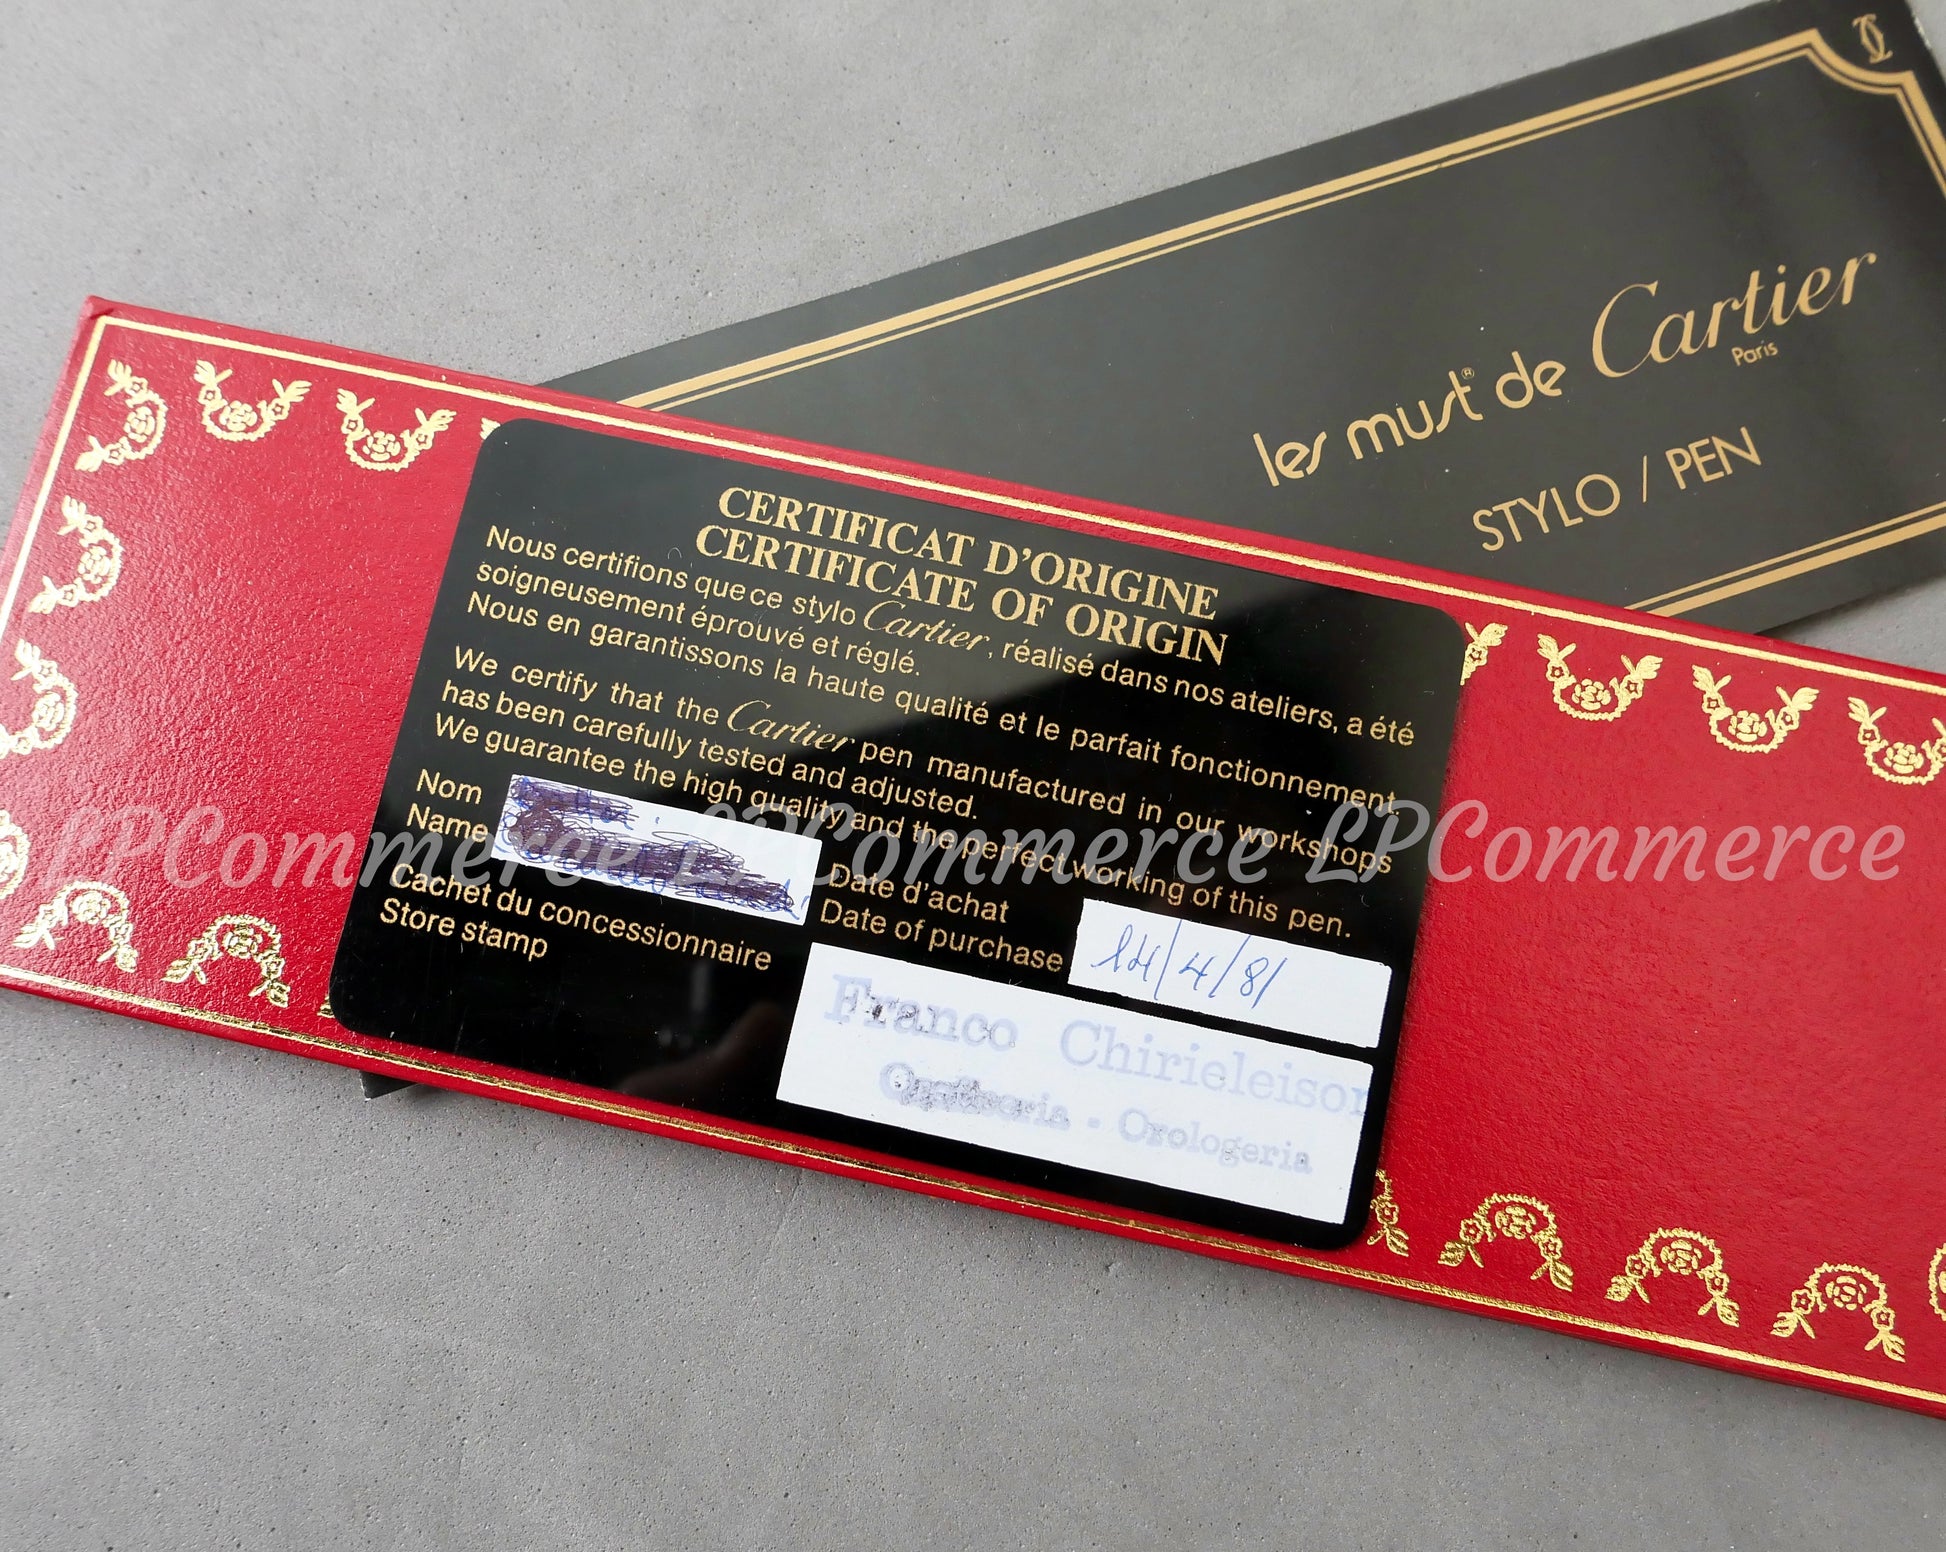 les must® de Cartier
Paris
STYLO / PEN
CERTIFICAT D'ORIGINE
CERTIFICATE OF ORIGIN
Nous certifions que ce stylo Cartier, réalisé dans nos ateliers, a été
soigneusement éprouvé et réglé.
Nous en garantissons la haute qualité et le parfait fonctionnement.
We certify that the Cartier pen manufactured in our workshops
has been carefully tested and adjusted.
We guarantee the high quality and the perfect working of this pen.
Nom
Name
Date d'achat
Date of purchase
14/4/81
Cachet du concessionnaire
Store stamp
Franco Chirieleison
Oreficeria - Orologeria
LPCommerce LPCommerce LPCommerce